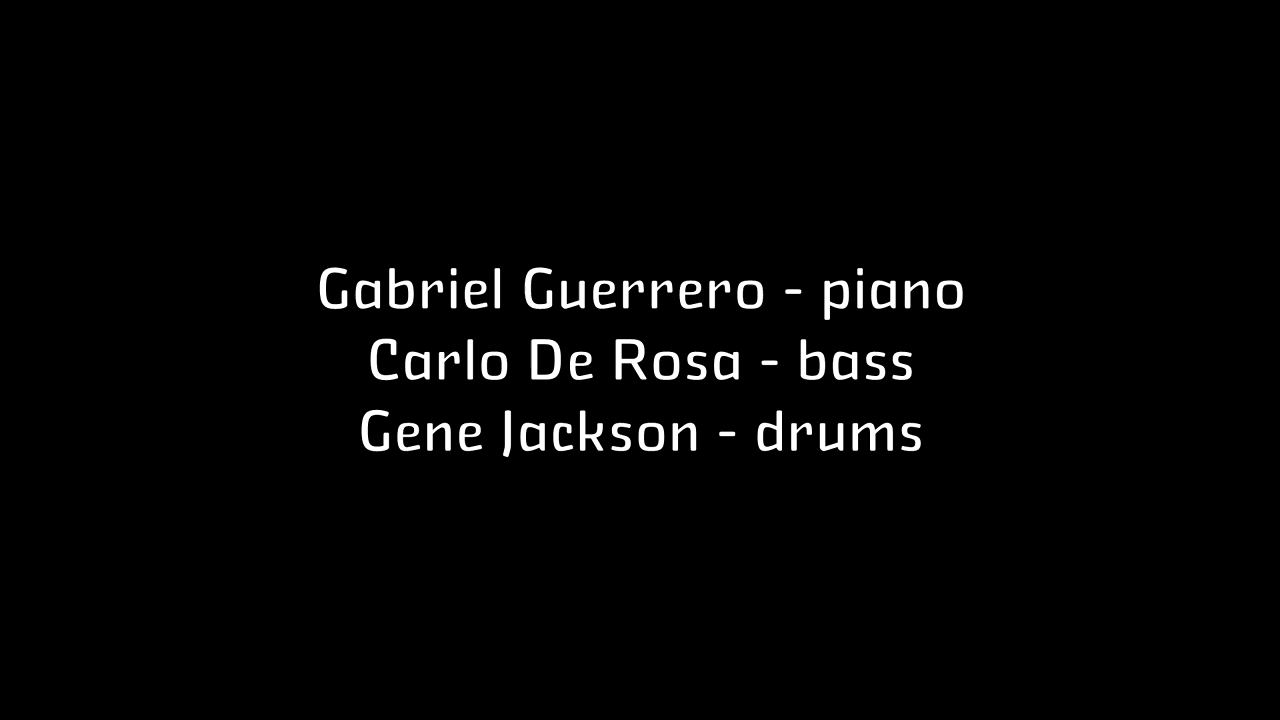 Gabriel Guerrero - piano
Carlo De Rosa - bass
Gene Jackson - drums